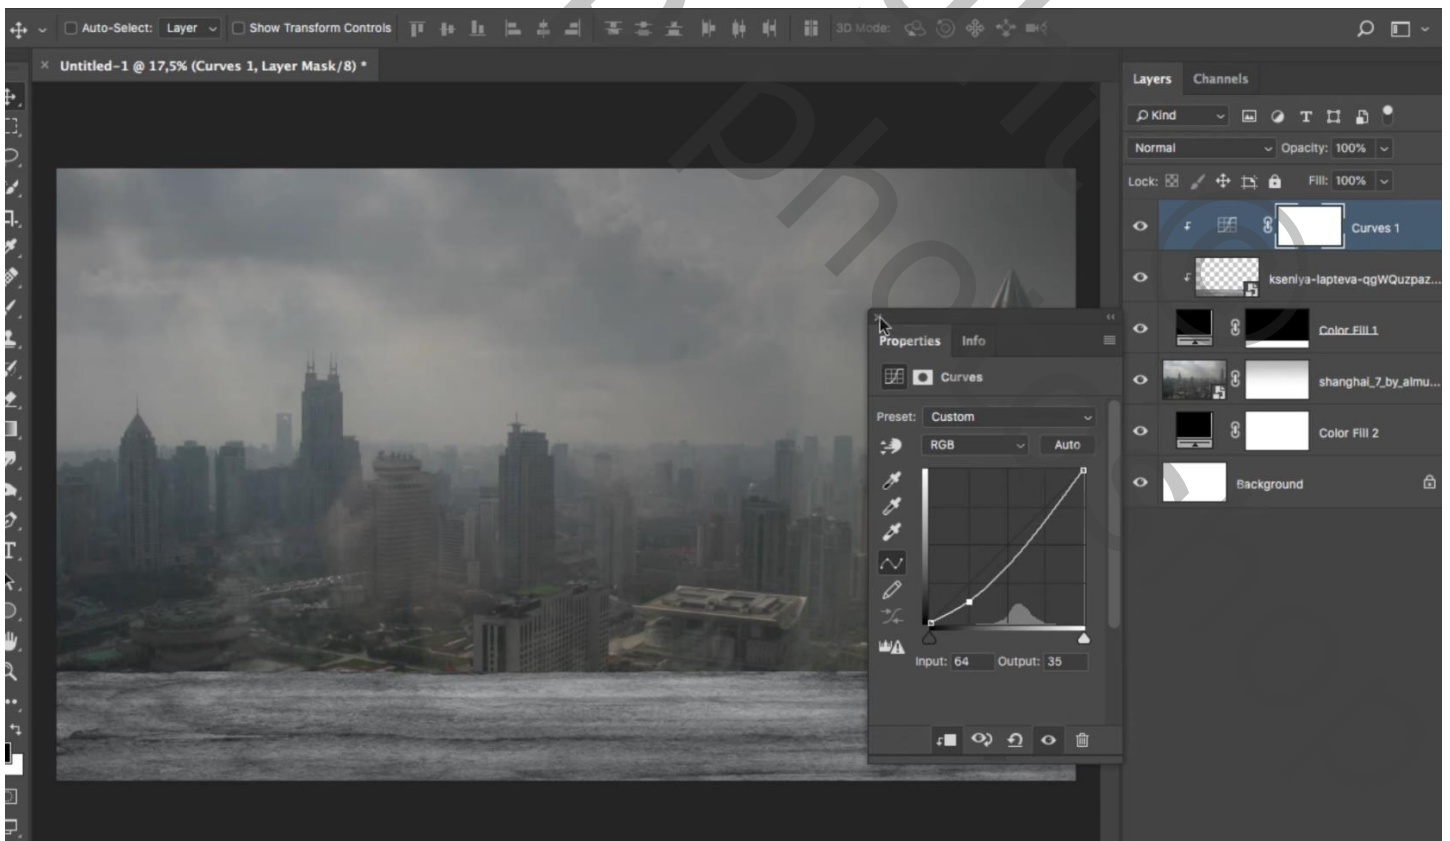 Auto-Select: Layer Show Transform Controls 3D Mode:
× Untitled-1 @ 17,5% (Curves 1, Layer Mask/8) *
Layers Channels
Kind T
Normal Opacity: 100%
Lock: Fill: 100%
Curves 1
kseniya-lapteva-qgWQuzpaz...
Color Fill 1
shanghai_7_by_almu...
Color Fill 2
Background
Properties Info
Curves
Preset: Custom
RGB Auto
Input: 64 Output: 35
T
photoshop